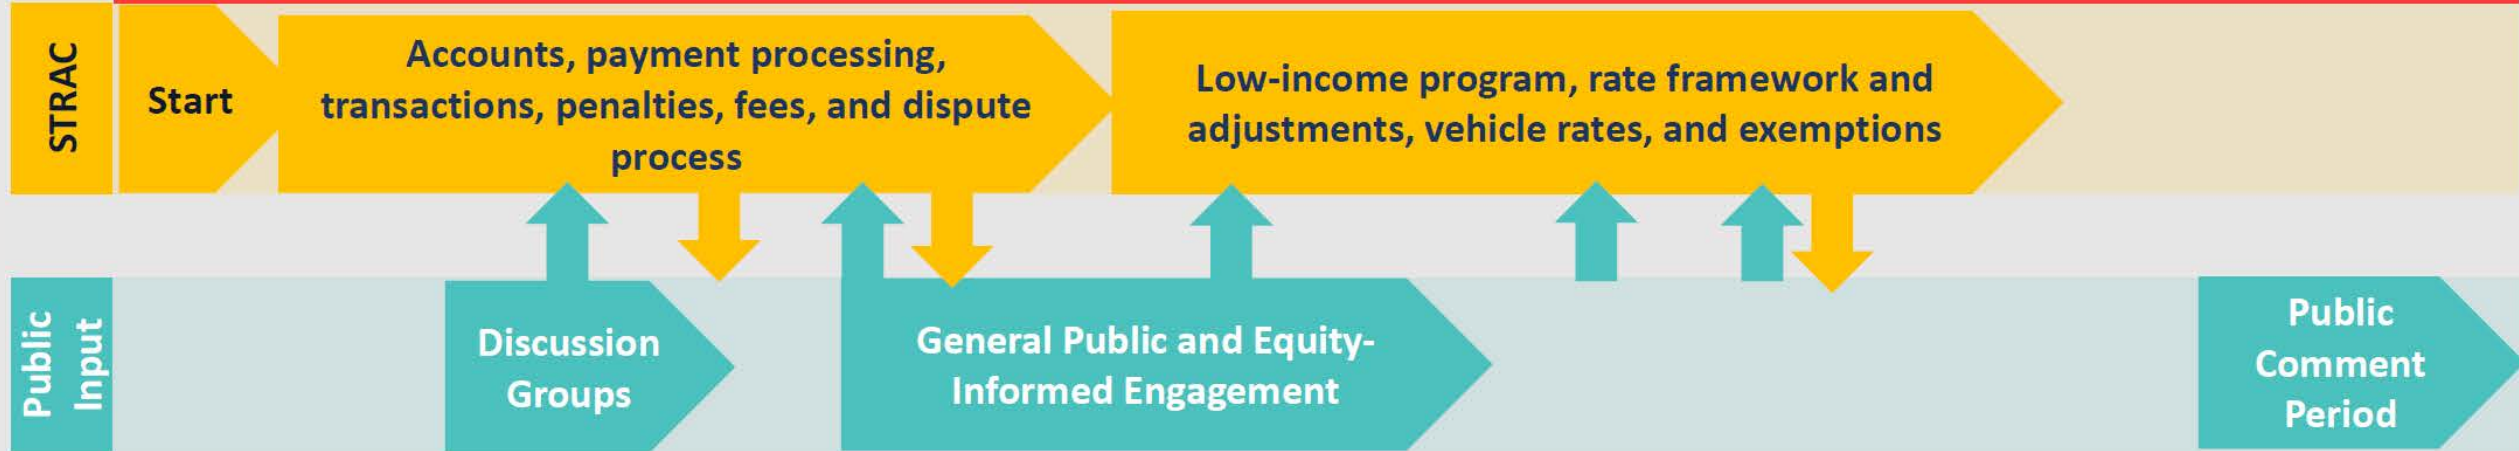 STRAC
Start
Accounts, payment processing,
transactions, penalties, fees, and dispute
process
Low-income program, rate framework and
adjustments, vehicle rates, and exemptions
Public
Input
Discussion
Groups
General Public and Equity-
Informed Engagement
Public
Comment
Period